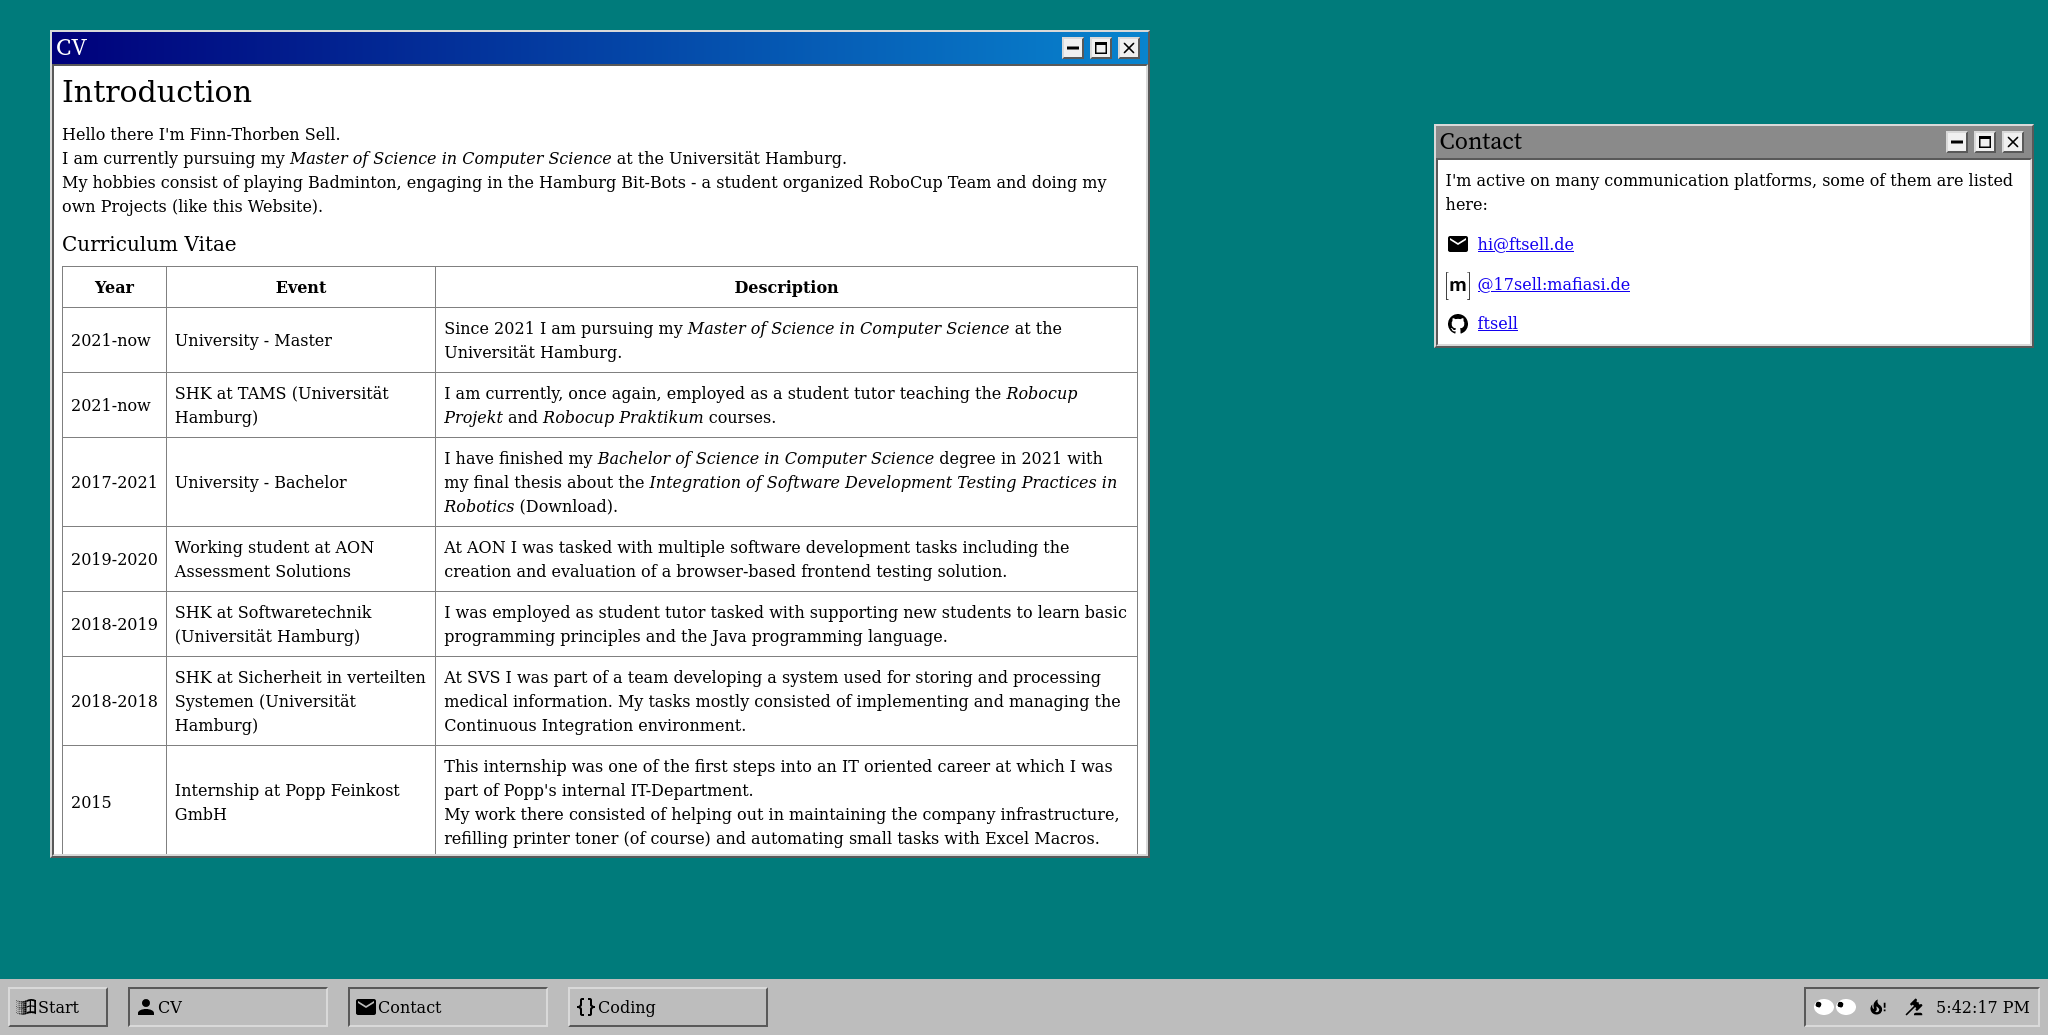 CV
Introduction
Hello there I'm Finn-Thorben Sell.
I am currently pursuing my Master of Science in Computer Science at the Universität Hamburg.
My hobbies consist of playing Badminton, engaging in the Hamburg Bit-Bots - a student organized RoboCup Team and doing my
own Projects (like this Website).
Curriculum Vitae
Year Event Description
2021-now University - Master Since 2021 I am pursuing my Master of Science in Computer Science at the
Universität Hamburg.
2021-now SHK at TAMS (Universität
Hamburg)
I am currently, once again, employed as a student tutor teaching the Robocup
Projekt and Robocup Praktikum courses.
2017-2021 University - Bachelor
I have finished my Bachelor of Science in Computer Science degree in 2021 with
my final thesis about the Integration of Software Development Testing Practices in
Robotics (Download).
2019-2020 Working student at AON
Assessment Solutions
At AON I was tasked with multiple software development tasks including the
creation and evaluation of a browser-based frontend testing solution.
2018-2019 SHK at Softwaretechnik
(Universität Hamburg)
I was employed as student tutor tasked with supporting new students to learn basic
programming principles and the Java programming language.
2018-2018 SHK at Sicherheit in verteilten
Systemen (Universität
Hamburg)
At SVS I was part of a team developing a system used for storing and processing
medical information. My tasks mostly consisted of implementing and managing the
Continuous Integration environment.
2015 Internship at Popp Feinkost
GmbH
This internship was one of the first steps into an IT oriented career at which I was
part of Popp's internal IT-Department.
My work there consisted of helping out in maintaining the company infrastructure,
refilling printer toner (of course) and automating small tasks with Excel Macros.
Contact
I'm active on many communication platforms, some of them are listed
here:
hi@ftsell.de
[m] @17sell:mafiasi.de
ftsell
Start CV Contact {} Coding 5:42:17 PM